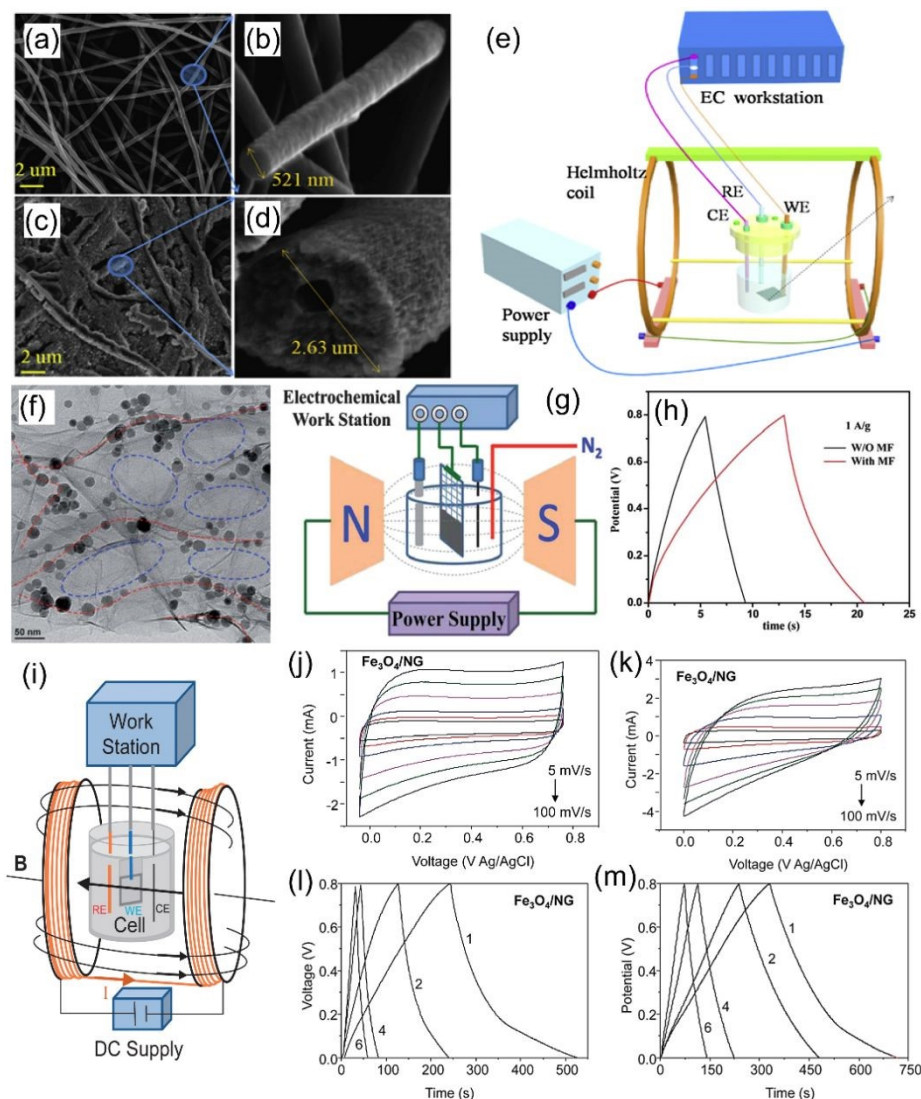 (a)
2 um
(b)
521 nm
(c)
2 um
(d)
2.63 um
(e)
EC workstation
Helmholtz
coil
RE
CE
WE
Power
supply
(f)
50 nm
(g)
Electrochemical
Work Station
N₂
N
S
Power Supply
(h)
1 A/g
W/O MF
With MF
Potential (V)
0.8
0.4
0.0
0 5 10 15 20 25
time (s)
(i)
Work
Station
B
RE
WE
CE
Cell
I
DC Supply
(j)
Fe₃O₄/NG
Current (mA)
1
0
-1
-2
5 mV/s
100 mV/s
0 0.2 0.4 0.6 0.8
Voltage (V Ag/AgCl)
(k)
Fe₃O₄/NG
Current (mA)
4
2
0
-2
-4
5 mV/s
100 mV/s
0.0 0.2 0.4 0.6 0.8
Voltage (V Ag/AgCl)
(l)
Fe₃O₄/NG
Voltage (V)
0.8
0.6
0.4
0.2
0.0
1
2
4
6
0 100 200 300 400 500
Time (s)
(m)
Fe₃O₄/NG
Potential (V)
0.8
0.6
0.4
0.2
0.0
1
2
4
6
0 150 300 450 600 750
Time (s)